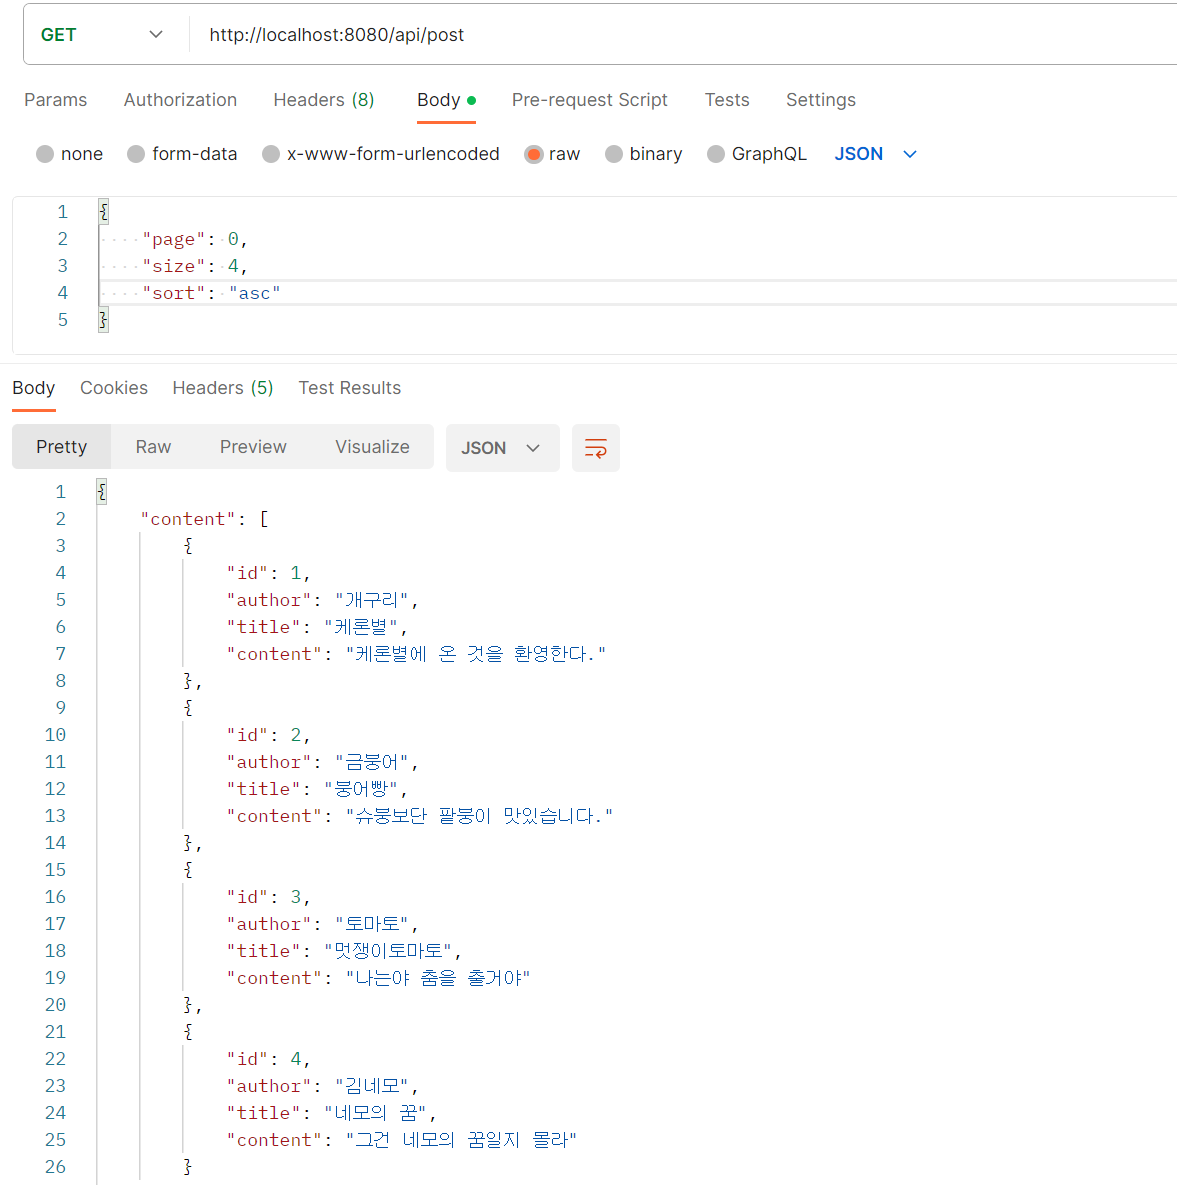 GET http://localhost:8080/api/post
Params Authorization Headers (8) Body Pre-request Script Tests Settings
none form-data x-www-form-urlencoded raw binary GraphQL JSON
1 {
2 "page": 0,
3 "size": 4,
4 "sort": "asc"
5 }
Body Cookies Headers (5) Test Results
Pretty Raw Preview Visualize JSON
1 {
2 "content": [
3 {
4 "id": 1,
5 "author": "개구리",
6 "title": "케론별",
7 "content": "케론별에 온 것을 환영한다."
8 },
9 {
10 "id": 2,
11 "author": "금붕어",
12 "title": "붕어빵",
13 "content": "슈붕보단 팥붕이 맛있습니다."
14 },
15 {
16 "id": 3,
17 "author": "토마토",
18 "title": "멋쟁이토마토",
19 "content": "나는야 춤을 출거야"
20 },
21 {
22 "id": 4,
23 "author": "김네모",
24 "title": "네모의 꿈",
25 "content": "그건 네모의 꿈일지 몰라"
26 }